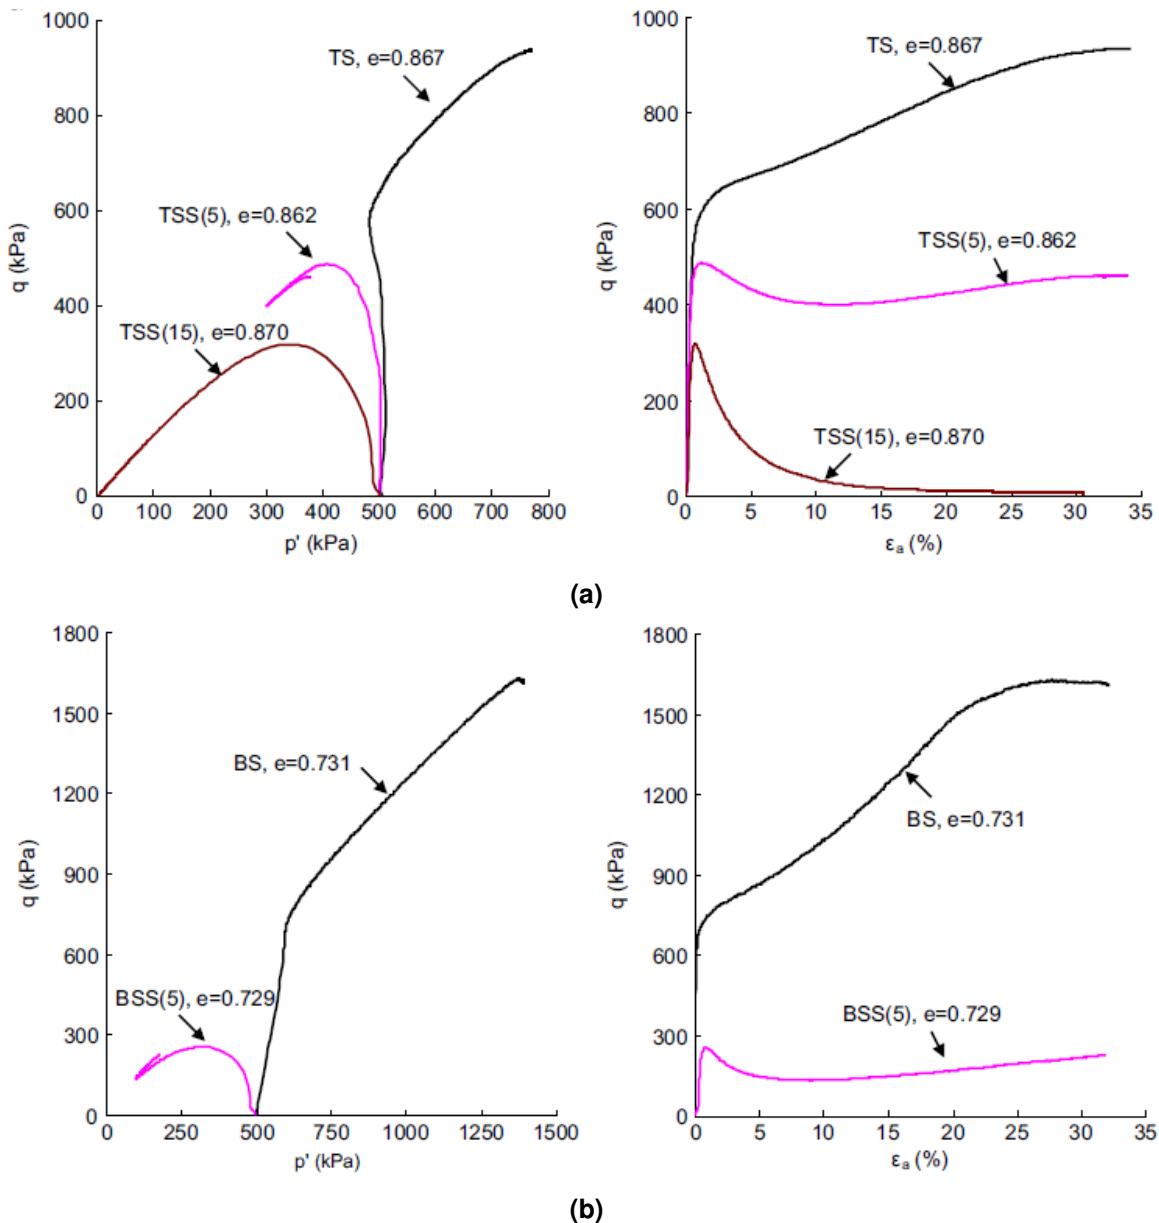 1000
800
600
400
200
0
q (kPa)
TS, e=0.867
TSS(5), e=0.862
TSS(15), e=0.870
0 100 200 300 400 500 600 700 800
p' (kPa)
1000
800
600
400
200
0
q (kPa)
TS, e=0.867
TSS(5), e=0.862
TSS(15), e=0.870
0 5 10 15 20 25 30 35
εa (%)
(a)
1800
1500
1200
900
600
300
0
q (kPa)
BS, e=0.731
BSS(5), e=0.729
0 250 500 750 1000 1250 1500
p' (kPa)
1800
1500
1200
900
600
300
0
q (kPa)
BS, e=0.731
BSS(5), e=0.729
0 5 10 15 20 25 30 35
εa (%)
(b)